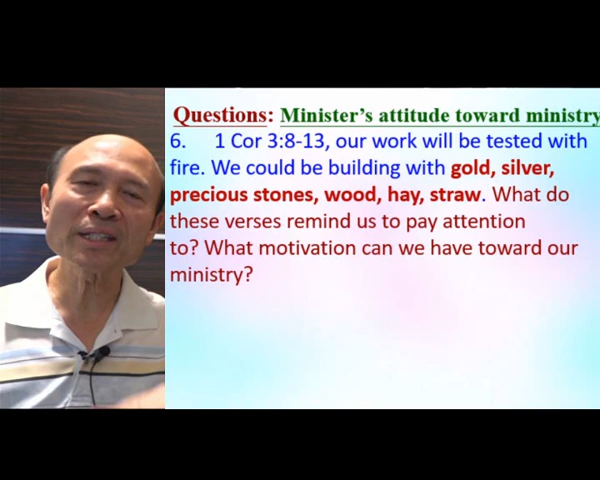 Questions: Minister's attitude toward ministry
6. 1 Cor 3:8-13, our work will be tested with
fire. We could be building with gold, silver,
precious stones, wood, hay, straw. What do
these verses remind us to pay attention
to? What motivation can we have toward our
ministry?